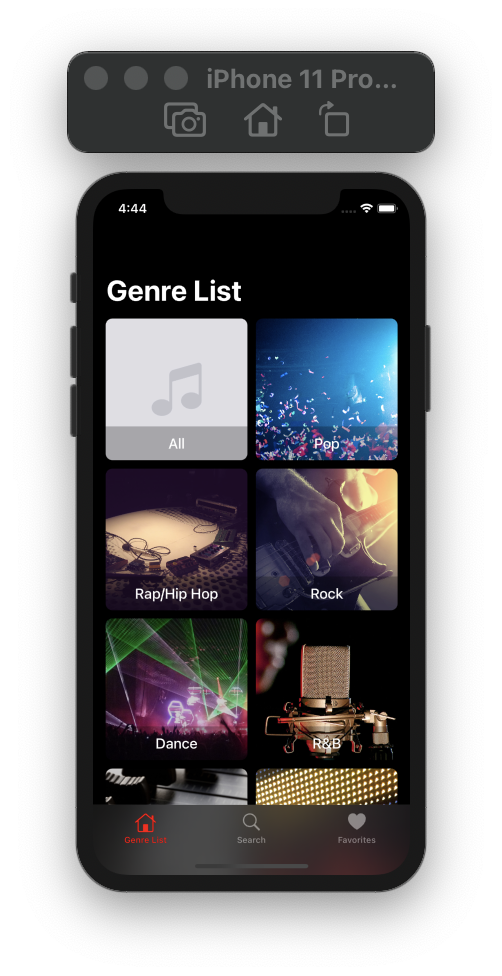 iPhone 11 Pro...
4:44
Genre List
All
Pop
Rap/Hip Hop
Rock
Dance
R&B
Genre List
Search
Favorites